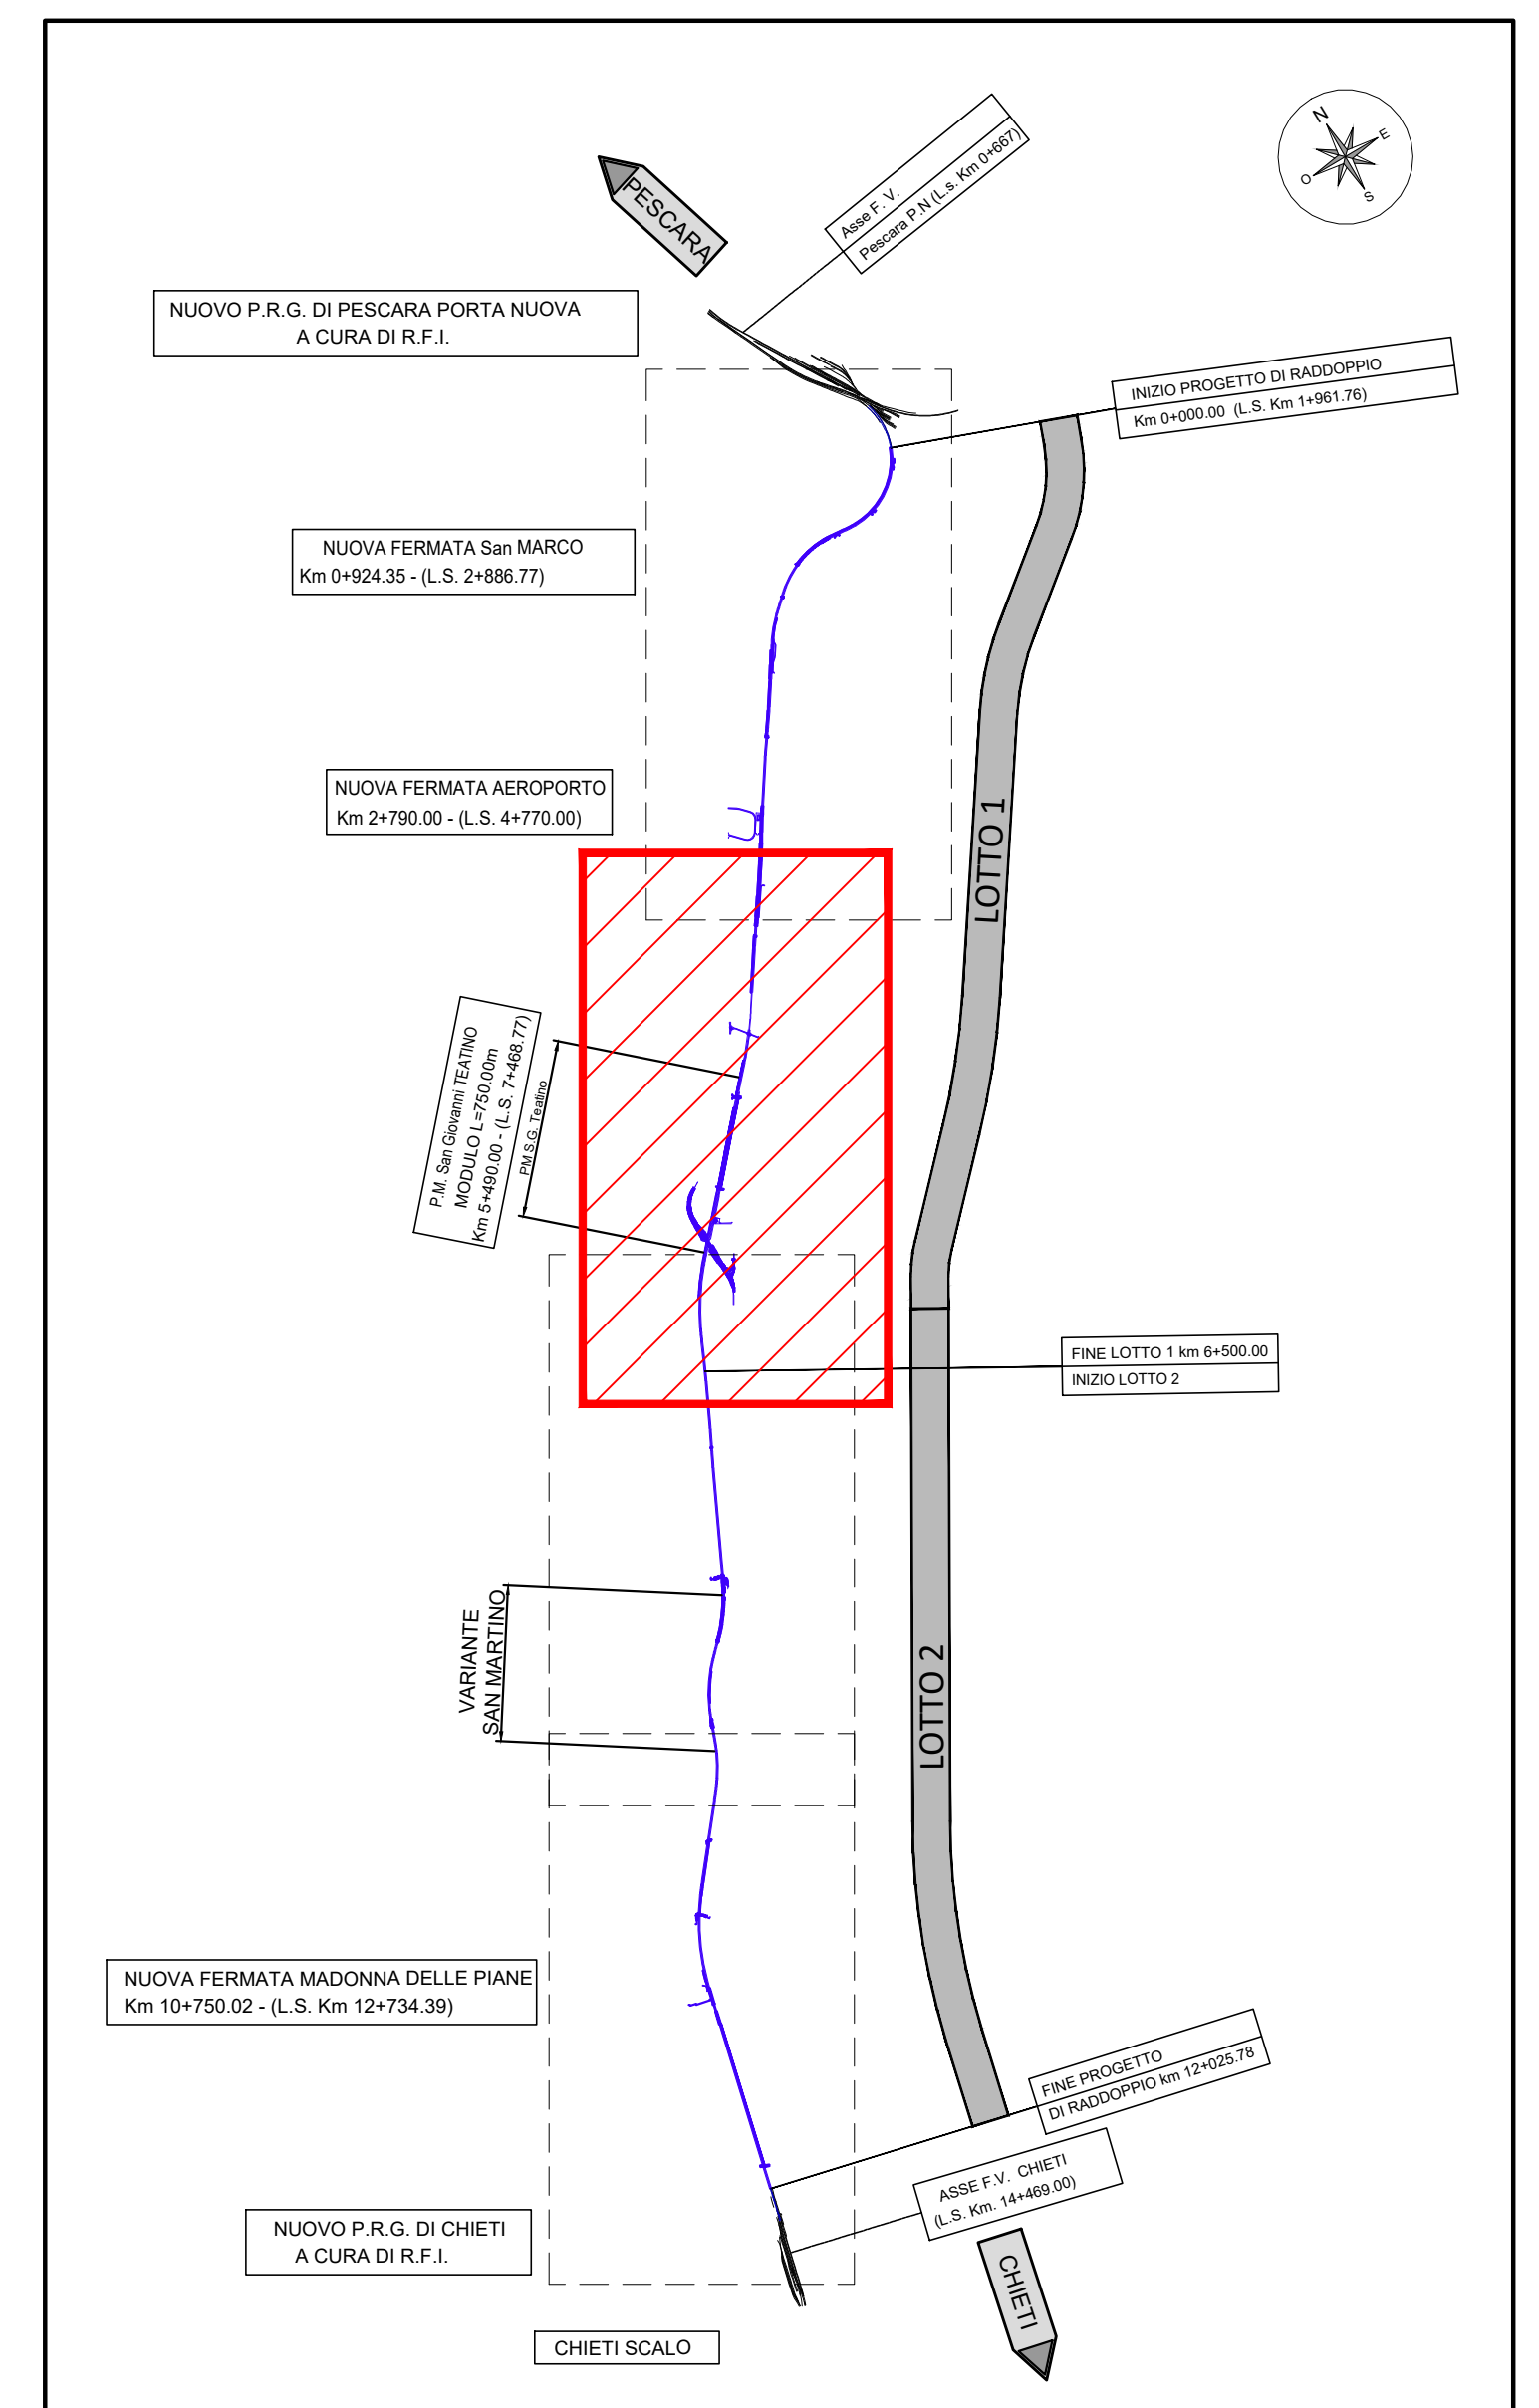 N
E
O
S
PESCARA
Asse F. V.
Pescara P.N (L.s. Km 0+667)
NUOVO P.R.G. DI PESCARA PORTA NUOVA
A CURA DI R.F.I.
INIZIO PROGETTO DI RADDOPPIO
Km 0+000.00 (L.S. Km 1+961.76)
NUOVA FERMATA San MARCO
Km 0+924.35 - (L.S. 2+886.77)
NUOVA FERMATA AEROPORTO
Km 2+790.00 - (L.S. 4+770.00)
LOTTO 1
P.M. San Giovanni TEATINO
MODULO L=750.00m
Km 5+490.00 - (L.S. 7+468.77)
PM S.G. Teatino
FINE LOTTO 1 km 6+500.00
INIZIO LOTTO 2
VARIANTE
SAN MARTINO
LOTTO 2
NUOVA FERMATA MADONNA DELLE PIANE
Km 10+750.02 - (L.S. Km 12+734.39)
FINE PROGETTO
DI RADDOPPIO km 12+025.78
ASSE F.V. CHIETI
(L.S. Km. 14+469.00)
NUOVO P.R.G. DI CHIETI
A CURA DI R.F.I.
CHIETI
CHIETI SCALO